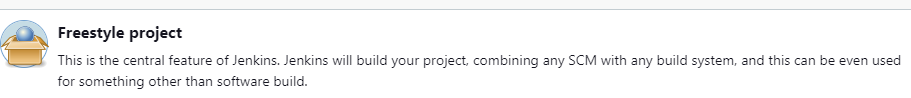 Freestyle project
This is the central feature of Jenkins. Jenkins will build your project, combining any SCM with any build system, and this can be even used
for something other than software build.